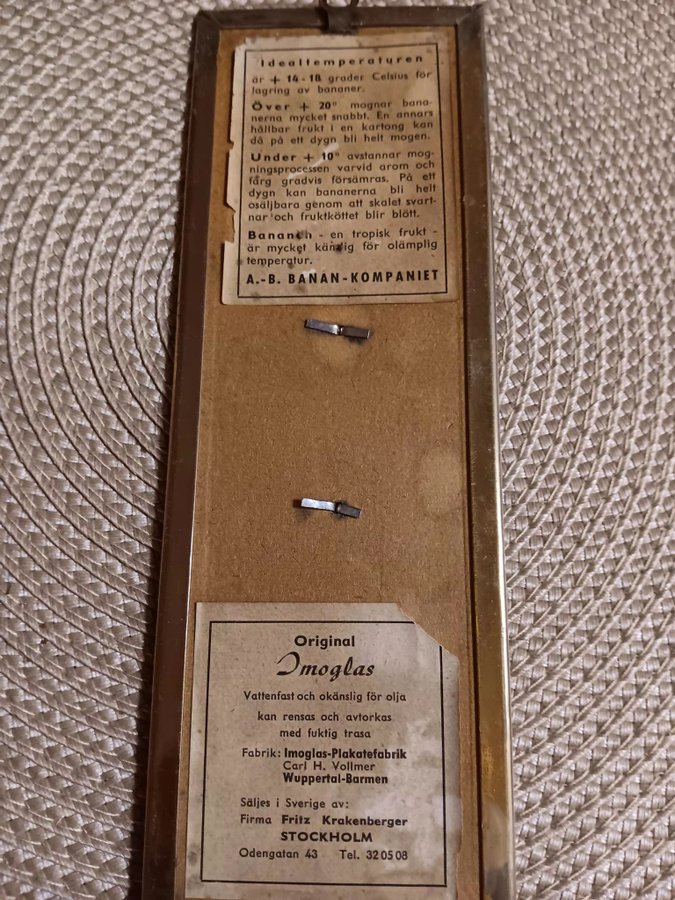 Idealtemperaturen
är + 14 - 18 grader Celsius för
lagring av bananer.
Över + 20° mognar bana-
nerna mycket snabbt. En annars
hållbar frukt i en kartong kan
då på ett dygn bli helt mogen.
Under + 10° avstannar mog-
ningsprocessen varvid arom och
färg gradvis försämras. På ett
dygn kan bananerna bli helt
osäljbara genom att skalet svart-
nar och fruktköttet blir blött.
Bananen - en tropisk frukt -
är mycket känslig för olämplig
temperatur.
A.-B. BANAN-KOMPANIET
Original
Imoglas
Vattenfast och okänslig för olja
kan rensas och avtorkas
med fuktig trasa
Fabrik: Imoglas-Plakatefabrik
Carl H. Vollmer
Wuppertal-Barmen
Säljes i Sverige av:
Firma Fritz Krakenberger
STOCKHOLM
Odengatan 43 Tel. 32 05 08